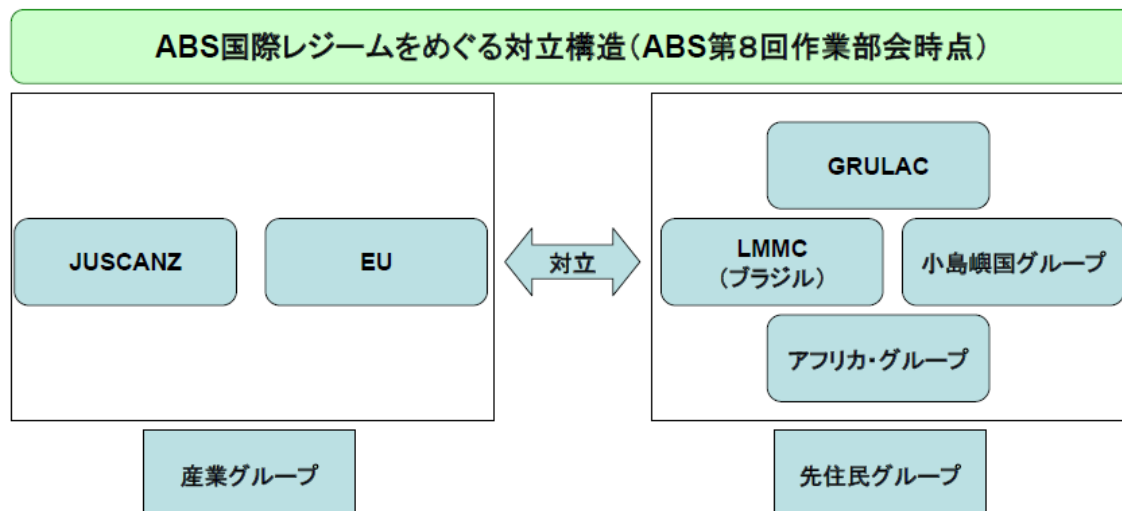 ABS国際レジームをめぐる対立構造（ABS第８回作業部会時点）
JUSCANZ
EU
対立
GRULAC
LMMC
（ブラジル）
小島嶼国グループ
アフリカ・グループ
産業グループ
先住民グループ